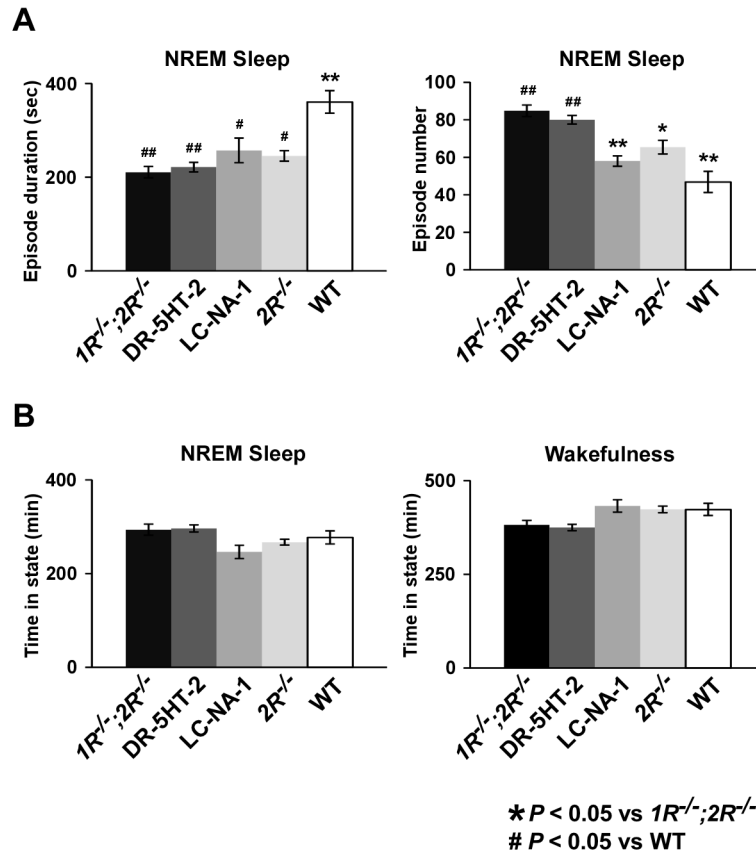 A
NREM Sleep
Episode duration (sec)
400
200
0
## ## # # **
1R-/-;2R-/-
DR-5HT-2
LC-NA-1
2R-/-
WT
NREM Sleep
Episode number
100
80
60
40
20
0
## ## ** * **
1R-/-;2R-/-
DR-5HT-2
LC-NA-1
2R-/-
WT
B
NREM Sleep
Time in state (min)
400
200
0
1R-/-;2R-/-
DR-5HT-2
LC-NA-1
2R-/-
WT
Wakefulness
Time in state (min)
500
250
0
1R-/-;2R-/-
DR-5HT-2
LC-NA-1
2R-/-
WT
* P < 0.05 vs 1R-/-;2R-/-
# P < 0.05 vs WT